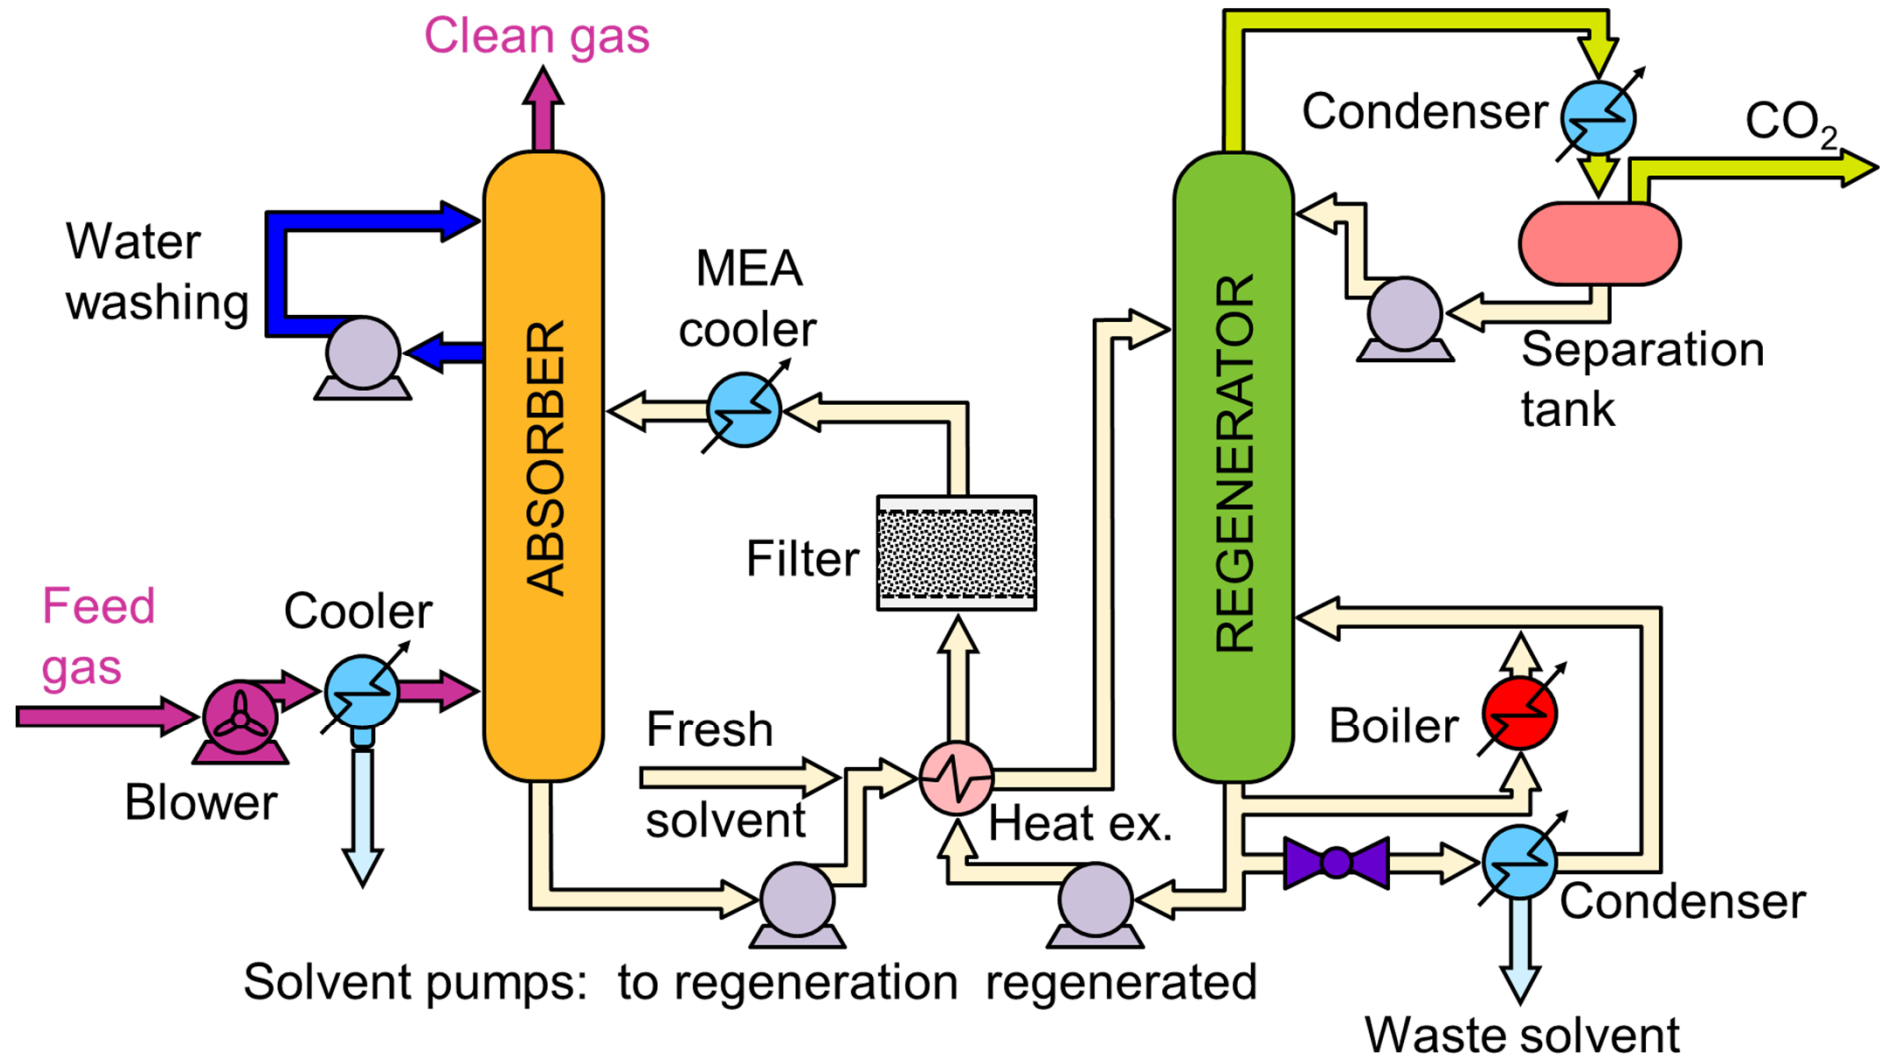 Clean gas
Condenser
CO₂
Water
washing
MEA
cooler
ABSORBER
REGENERATOR
Separation
tank
Filter
Feed
gas
Cooler
Blower
Fresh
solvent
Heat ex.
Boiler
Condenser
Solvent pumps: to regeneration regenerated
Waste solvent